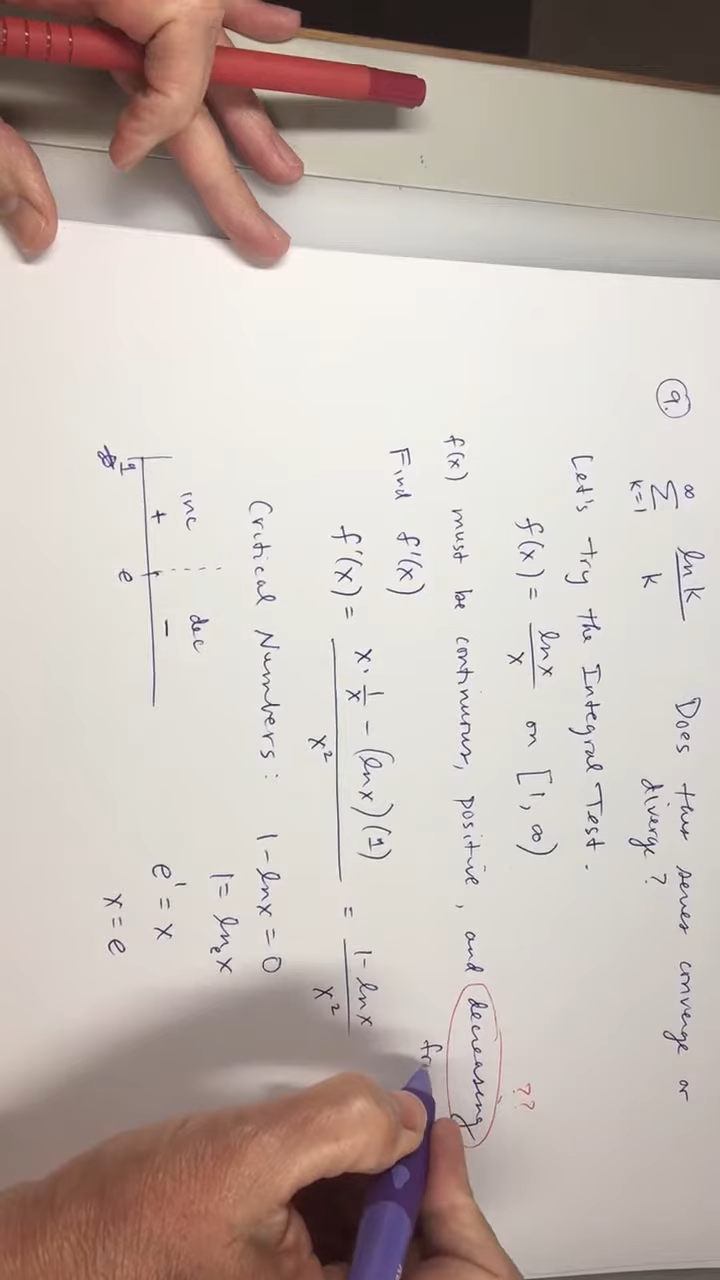 9. ∞ Σ k=1 ln k / k Does this series converge or
diverge?
Let's try the Integral Test.
f(x) = ln x / x on [1, ∞)
??
f(x) must be continuous, positive, and decreasing
fr
Find f'(x)
f'(x) = x · 1/x - (ln x)(1) / x² = 1 - ln x / x²
Critical Numbers: 1 - ln x = 0
1 = lnₑ x
e¹ = x
x = e
inc dec
+ -
1 e